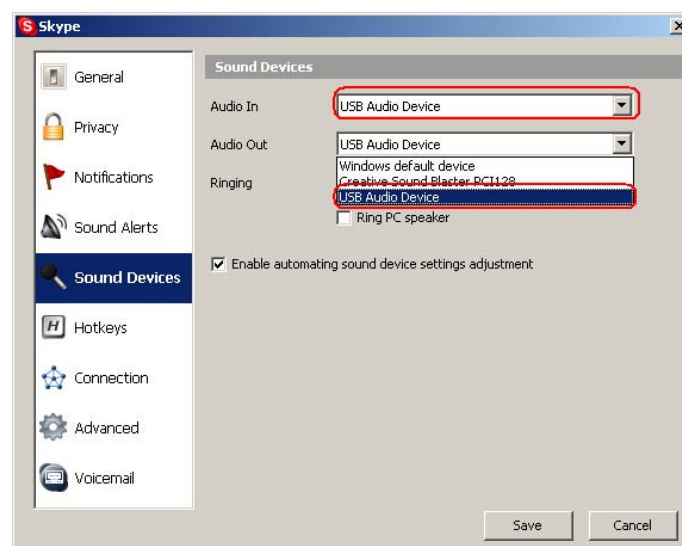 S Skype
General
Privacy
Notifications
Sound Alerts
Sound Devices
H Hotkeys
Connection
Advanced
Voicemail
Sound Devices
Audio In USB Audio Device
Audio Out USB Audio Device
Windows default device
Creative Sound Blaster PCI128
Ringing USB Audio Device
Ring PC speaker
Enable automating sound device settings adjustment
Save Cancel